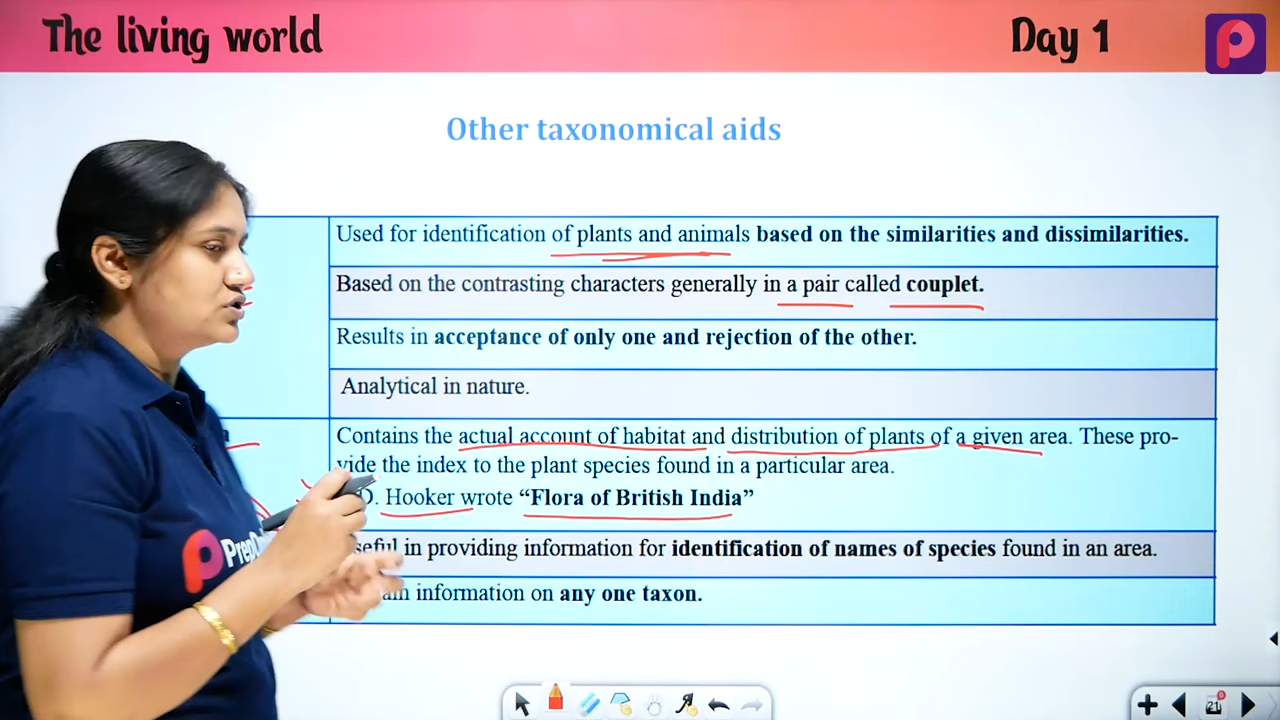 The living world
Day 1
Other taxonomical aids
Used for identification of plants and animals based on the similarities and dissimilarities.
Based on the contrasting characters generally in a pair called couplet.
Results in acceptance of only one and rejection of the other.
Analytical in nature.
Contains the actual account of habitat and distribution of plants of a given area. These pro-
vide the index to the plant species found in a particular area.
D. Hooker wrote “Flora of British India”
in providing information for identification of names of species found in an area.
information on any one taxon.
21